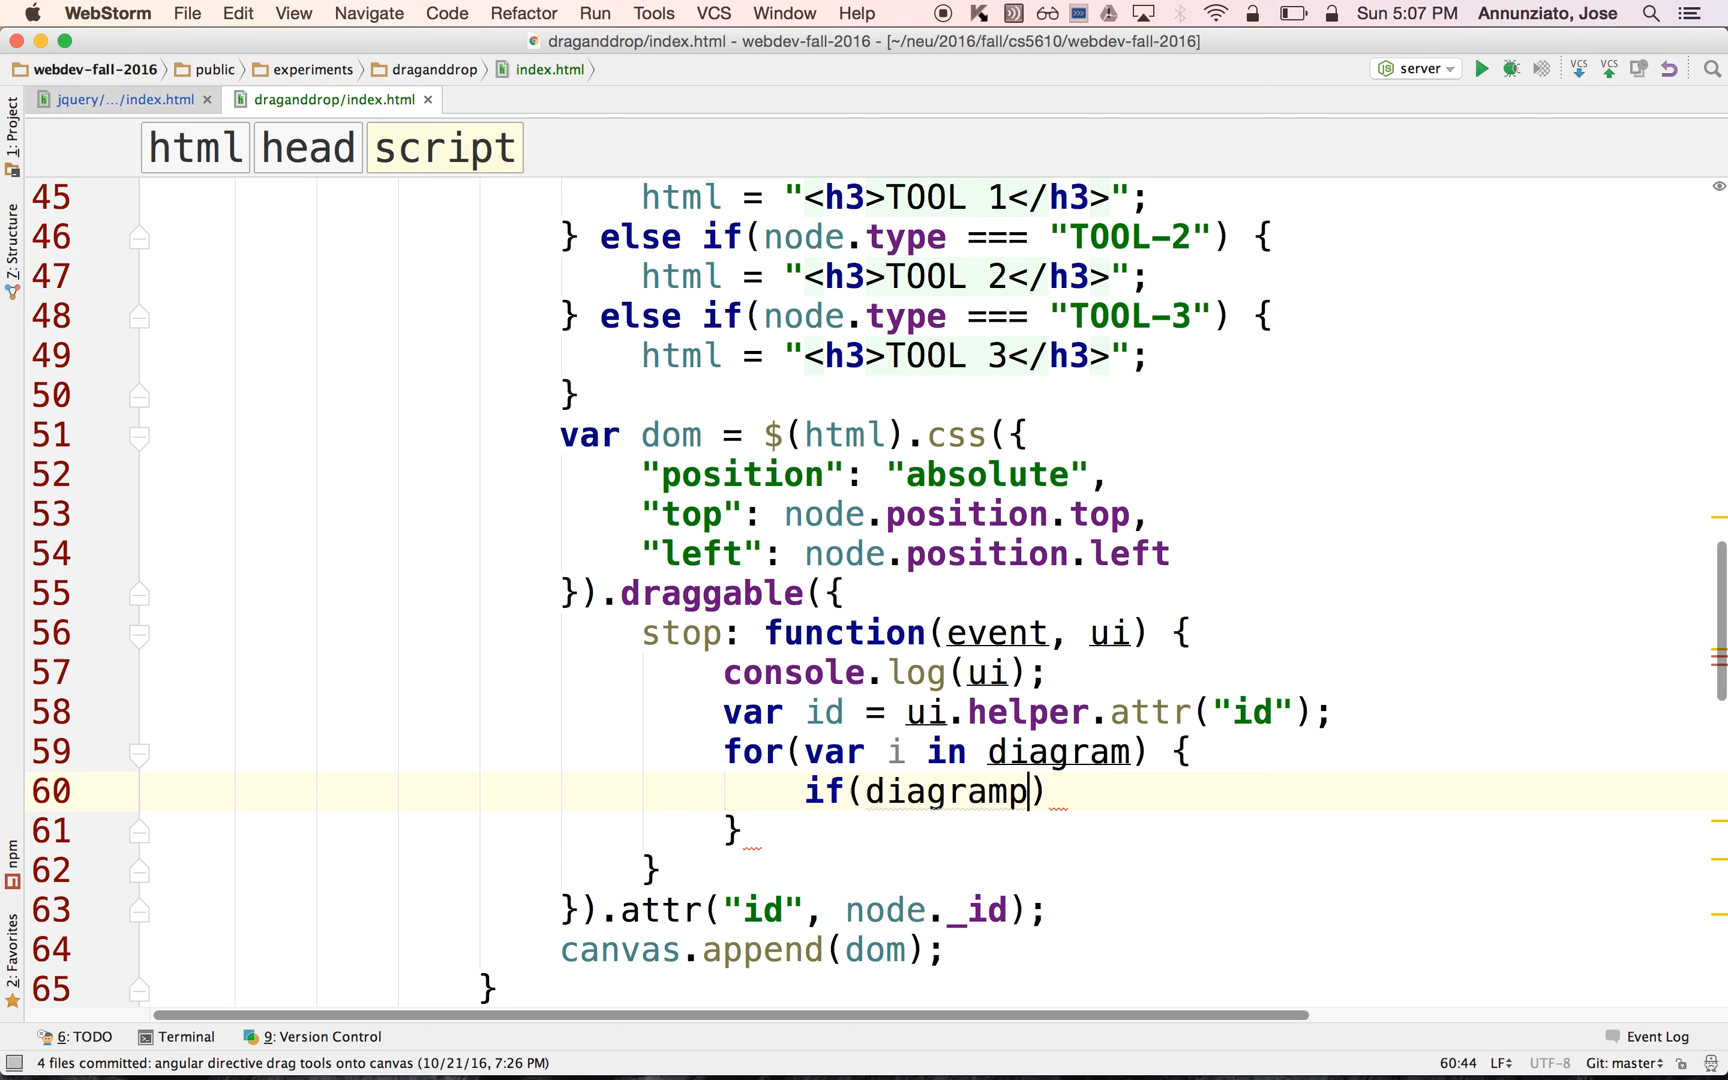 WebStorm File Edit View Navigate Code Refactor Run Tools VCS Window Help Sun 5:07 PM Annunziato, Jose
draganddrop/index.html - webdev-fall-2016 - [~/neu/2016/fall/cs5610/webdev-fall-2016]
webdev-fall-2016 public experiments draganddrop index.html server VCS VCS
jquery/.../index.html draganddrop/index.html
1: Project
Z: Structure
npm
2: Favorites
html head script
45 html = "<h3>TOOL 1</h3>";
46 } else if(node.type === "TOOL-2") {
47 html = "<h3>TOOL 2</h3>";
48 } else if(node.type === "TOOL-3") {
49 html = "<h3>TOOL 3</h3>";
50 }
51 var dom = $(html).css({
52 "position": "absolute",
53 "top": node.position.top,
54 "left": node.position.left
55 }).draggable({
56 stop: function(event, ui) {
57 console.log(ui);
58 var id = ui.helper.attr("id");
59 for(var i in diagram) {
60 if(diagramp)
61 }
62 }
63 }).attr("id", node._id);
64 canvas.append(dom);
65 }
6: TODO Terminal 9: Version Control Event Log
4 files committed: angular directive drag tools onto canvas (10/21/16, 7:26 PM) 60:44 LF UTF-8 Git: master